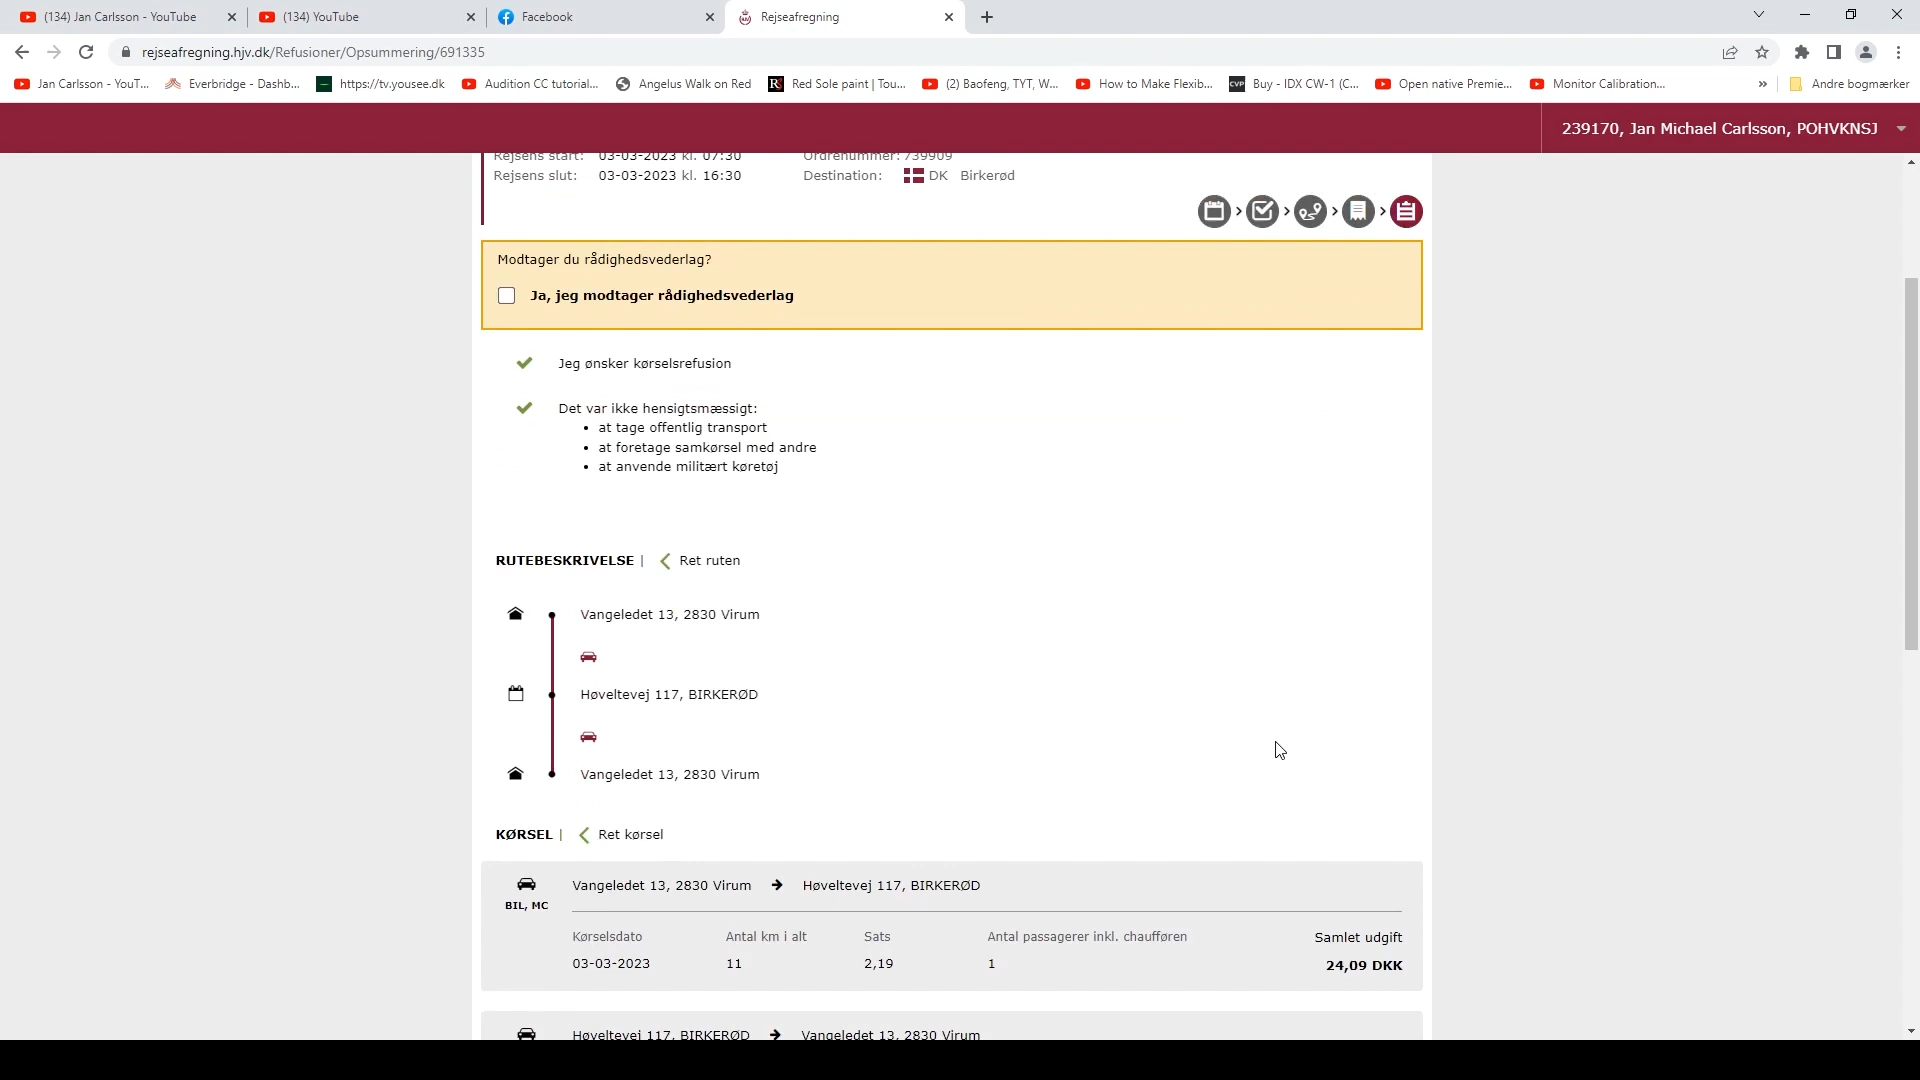 (134) Jan Carlsson - YouTube
(134) YouTube
Facebook
Rejseafregning
rejseafregning.hjv.dk/Refusioner/Opsummering/691335
Jan Carlsson - YouT...
Everbridge - Dashb...
https://tv.yousee.dk
Audition CC tutorial...
Angelus Walk on Red
Red Sole paint | Tou...
(2) Baofeng, TYT, W...
How to Make Flexib...
CVP
Buy - IDX CW-1 (C...
Open native Premie...
Monitor Calibration...
»
Andre bogmærker
239170, Jan Michael Carlsson, POHVKNSJ
Rejsens start: 03-03-2023 kl. 07:30 Ordrenummer: 739909
Rejsens slut: 03-03-2023 kl. 16:30 Destination: DK Birkerød
Modtager du rådighedsvederlag?
Ja, jeg modtager rådighedsvederlag
Jeg ønsker kørselsrefusion
Det var ikke hensigtsmæssigt:
• at tage offentlig transport
• at foretage samkørsel med andre
• at anvende militært køretøj
RUTEBESKRIVELSE | Ret ruten
Vangeledet 13, 2830 Virum
Høveltevej 117, BIRKERØD
Vangeledet 13, 2830 Virum
KØRSEL | Ret kørsel
Vangeledet 13, 2830 Virum → Høveltevej 117, BIRKERØD
BIL, MC
Kørselsdato Antal km i alt Sats Antal passagerer inkl. chaufføren Samlet udgift
03-03-2023 11 2,19 1 24,09 DKK
Høveltevej 117, BIRKERØD → Vangeledet 13, 2830 Virum